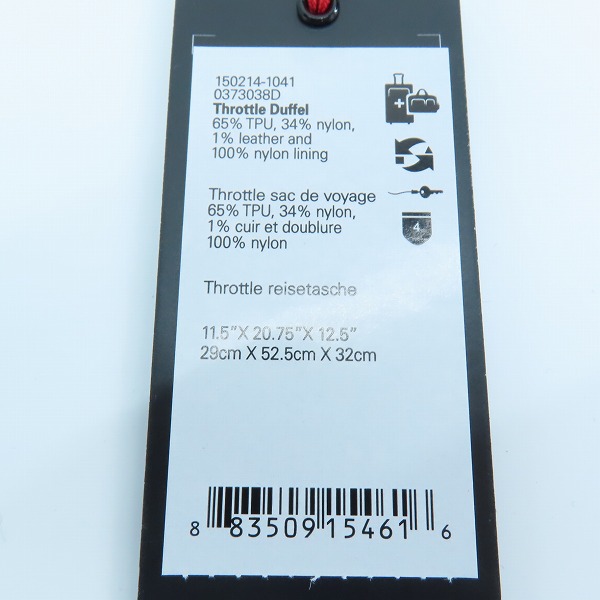 150214-1041
0373038D
Throttle Duffel
65% TPU, 34% nylon,
1% leather and
100% nylon lining
Throttle sac de voyage
65% TPU, 34% nylon,
1% cuir et doublure
100% nylon
4
Throttle reisetasche
11.5"X 20.75"X 12.5"
29cm X 52.5cm X 32cm
8 83509 15461 6